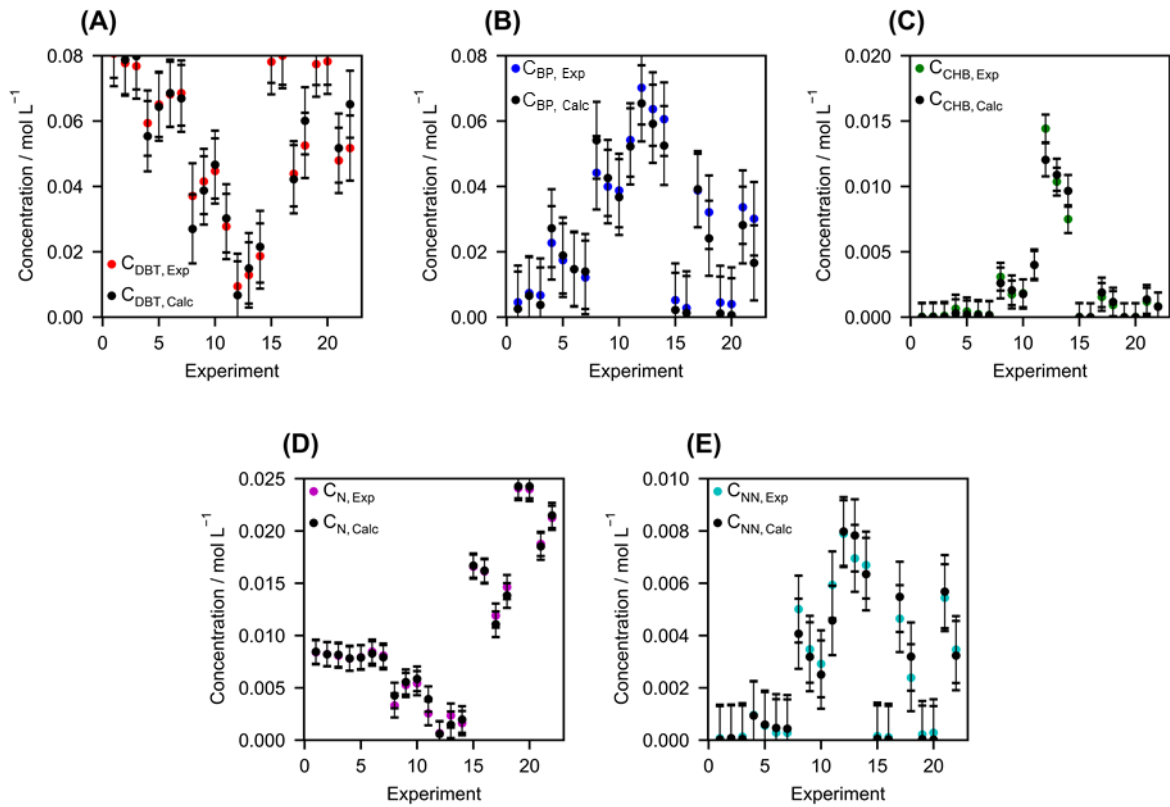 (A)
Concentration / mol L⁻¹
0.08
0.06
0.04
0.02
0.00
C_DBT, Exp
C_DBT, Calc
0 5 10 15 20
Experiment
(B)
Concentration / mol L⁻¹
0.08
0.06
0.04
0.02
0.00
C_BP, Exp
C_BP, Calc
0 5 10 15 20
Experiment
(C)
Concentration / mol L⁻¹
0.020
0.015
0.010
0.005
0.000
C_CHB, Exp
C_CHB, Calc
0 5 10 15 20
Experiment
(D)
Concentration / mol L⁻¹
0.025
0.020
0.015
0.010
0.005
0.000
C_N, Exp
C_N, Calc
0 5 10 15 20
Experiment
(E)
Concentration / mol L⁻¹
0.010
0.008
0.006
0.004
0.002
0.000
C_NN, Exp
C_NN, Calc
0 5 10 15 20
Experiment